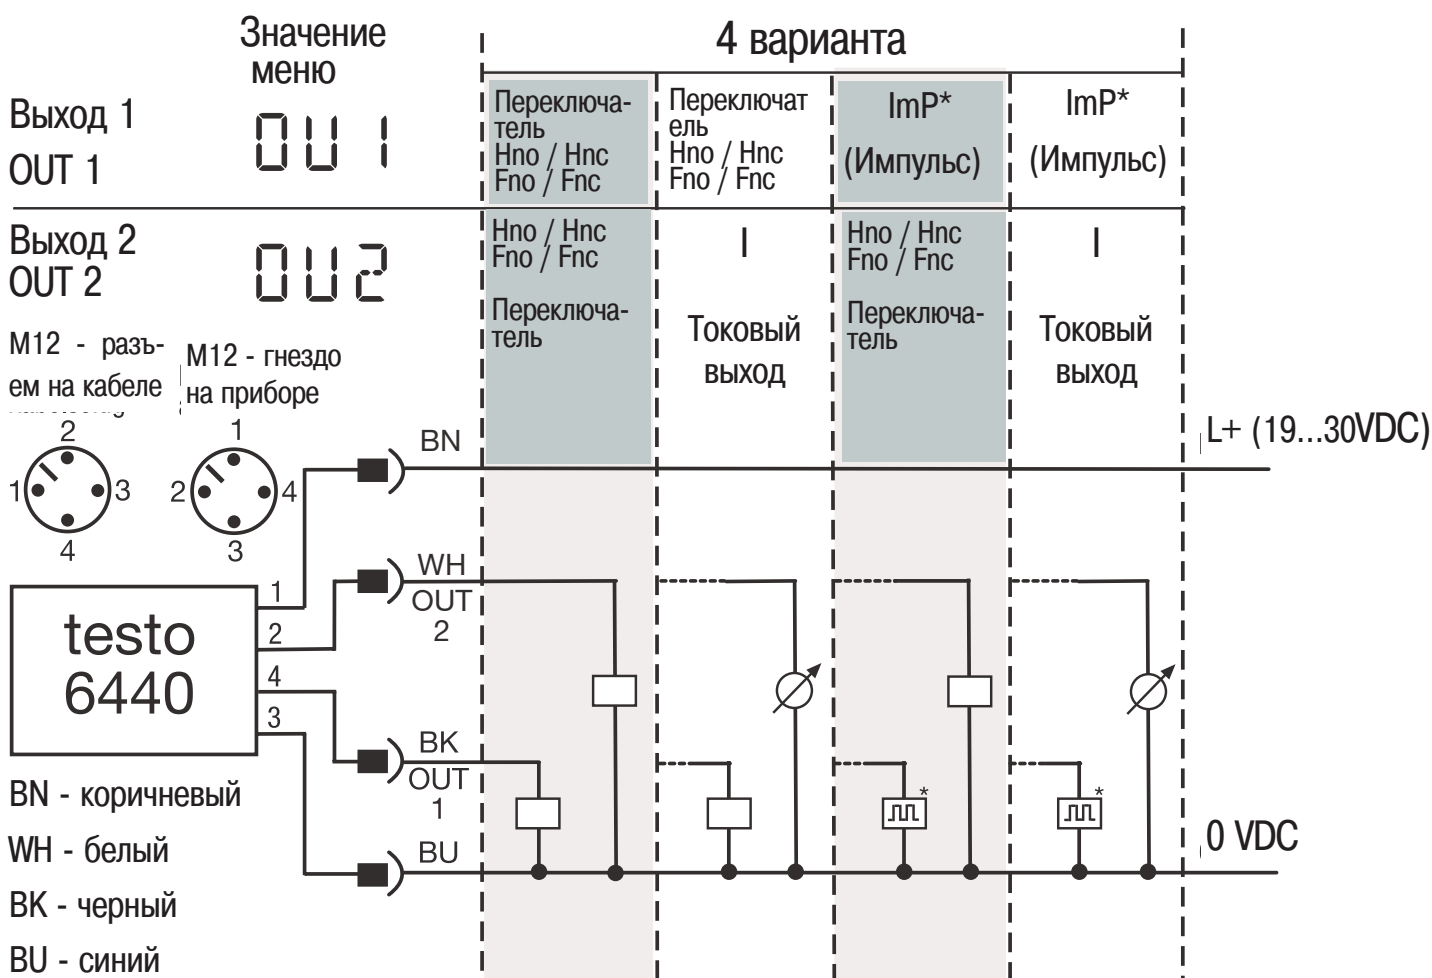 Значение
меню
4 варианта
Выход 1
OUT 1
OU1
Переключа-
тель
Hno / Hnc
Fno / Fnc
Переключат
ель
Hno / Hnc
Fno / Fnc
ImP*
(Импульс)
ImP*
(Импульс)
Выход 2
OUT 2
OU2
Hno / Hnc
Fno / Fnc
Переключа-
тель
I
Токовый
выход
Hno / Hnc
Fno / Fnc
Переключа-
тель
I
Токовый
выход
M12 - разъ-
ем на кабеле
M12 - гнездо
на приборе
2
1
3
4
1
2
4
3
BN
L+ (19...30VDC)
WH
OUT
2
testo
6440
1
2
4
3
BK
OUT
1
*
*
BU
0 VDC
BN - коричневый
WH - белый
BK - черный
BU - синий